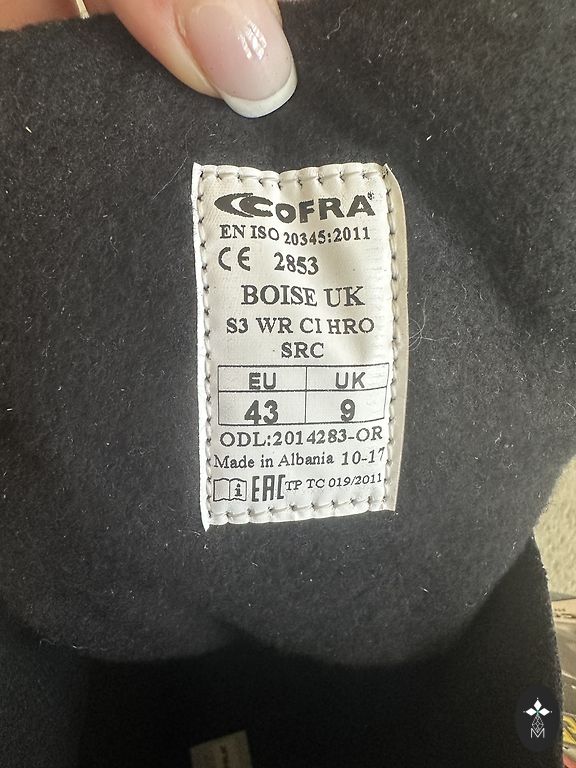 COFRA
EN ISO 20345:2011
CE 2853
BOISE UK
S3 WR CI HRO
SRC
EU UK
43 9
ODL:2014283-OR
Made in Albania 10-17
i EAC TP TC 019/2011
M